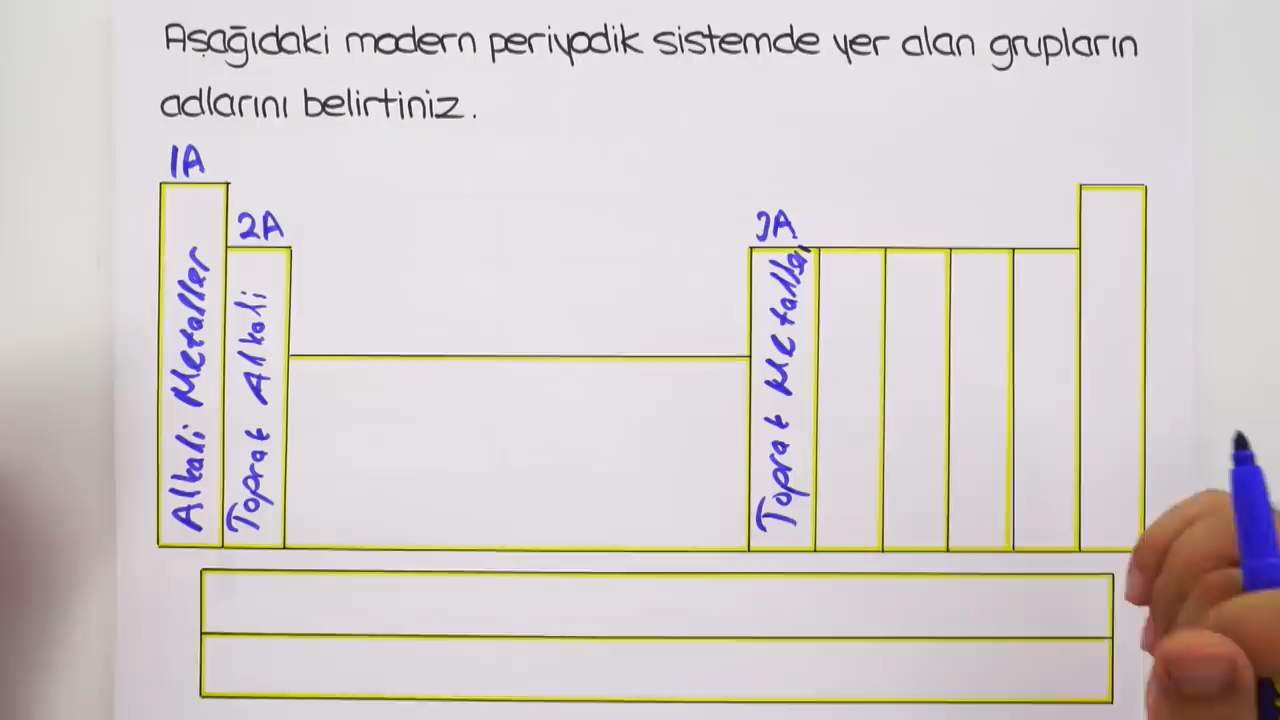 Aşağıdaki modern periyodik sistemde yer alan grupların
adlarını belirtiniz.
1A
2A
3A
Alkali Metaller
Toprak Alkali
Toprak Metalleri